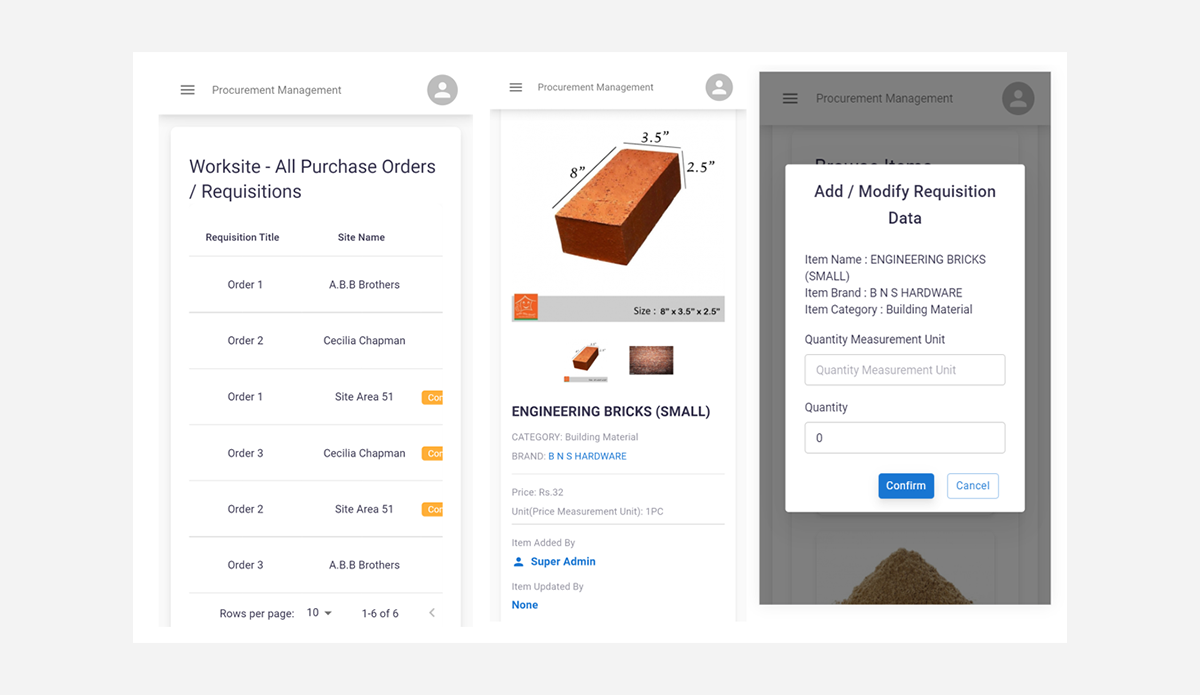 Procurement Management
Worksite - All Purchase Orders
/ Requisitions
Requisition Title Site Name
Order 1 A.B.B Brothers
Order 2 Cecilia Chapman
Order 1 Site Area 51 Con
Order 3 Cecilia Chapman Con
Order 2 Site Area 51 Con
Order 3 A.B.B Brothers
Rows per page: 10 1-6 of 6
Procurement Management
3.5”
8”
2.5”
Size : 8" x 3.5" x 2.5"
ENGINEERING BRICKS (SMALL)
CATEGORY: Building Material
BRAND: B N S HARDWARE
Price: Rs.32
Unit(Price Measurement Unit): 1PC
Item Added By
Super Admin
Item Updated By
None
Procurement Management
Browse Items
Add / Modify Requisition
Data
Item Name : ENGINEERING BRICKS
(SMALL)
Item Brand : B N S HARDWARE
Item Category : Building Material
Quantity Measurement Unit
Quantity Measurement Unit
Quantity
0
Confirm Cancel